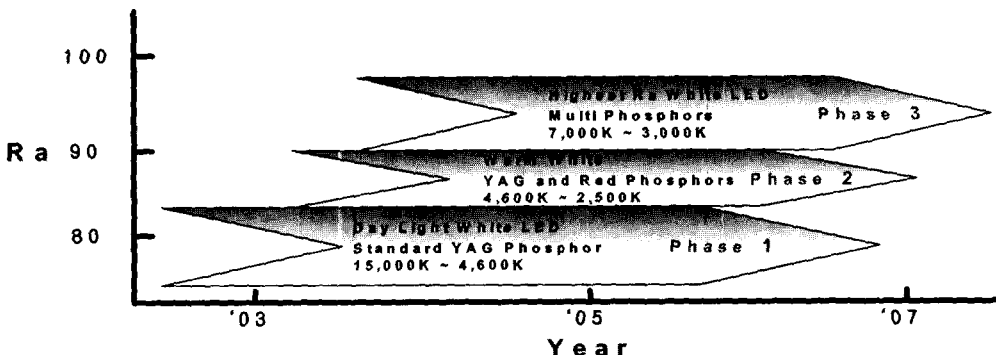 100
Higher Ra White LED
Multi Phosphors
7,000K ~ 3,000K
Phase 3
Ra
90
Warm White
YAG and Red Phosphors
4,600K ~ 2,500K
Phase 2
80
Day Light White LED
Standard YAG Phosphor
15,000K ~ 4,600K
Phase 1
'03
'05
'07
Year